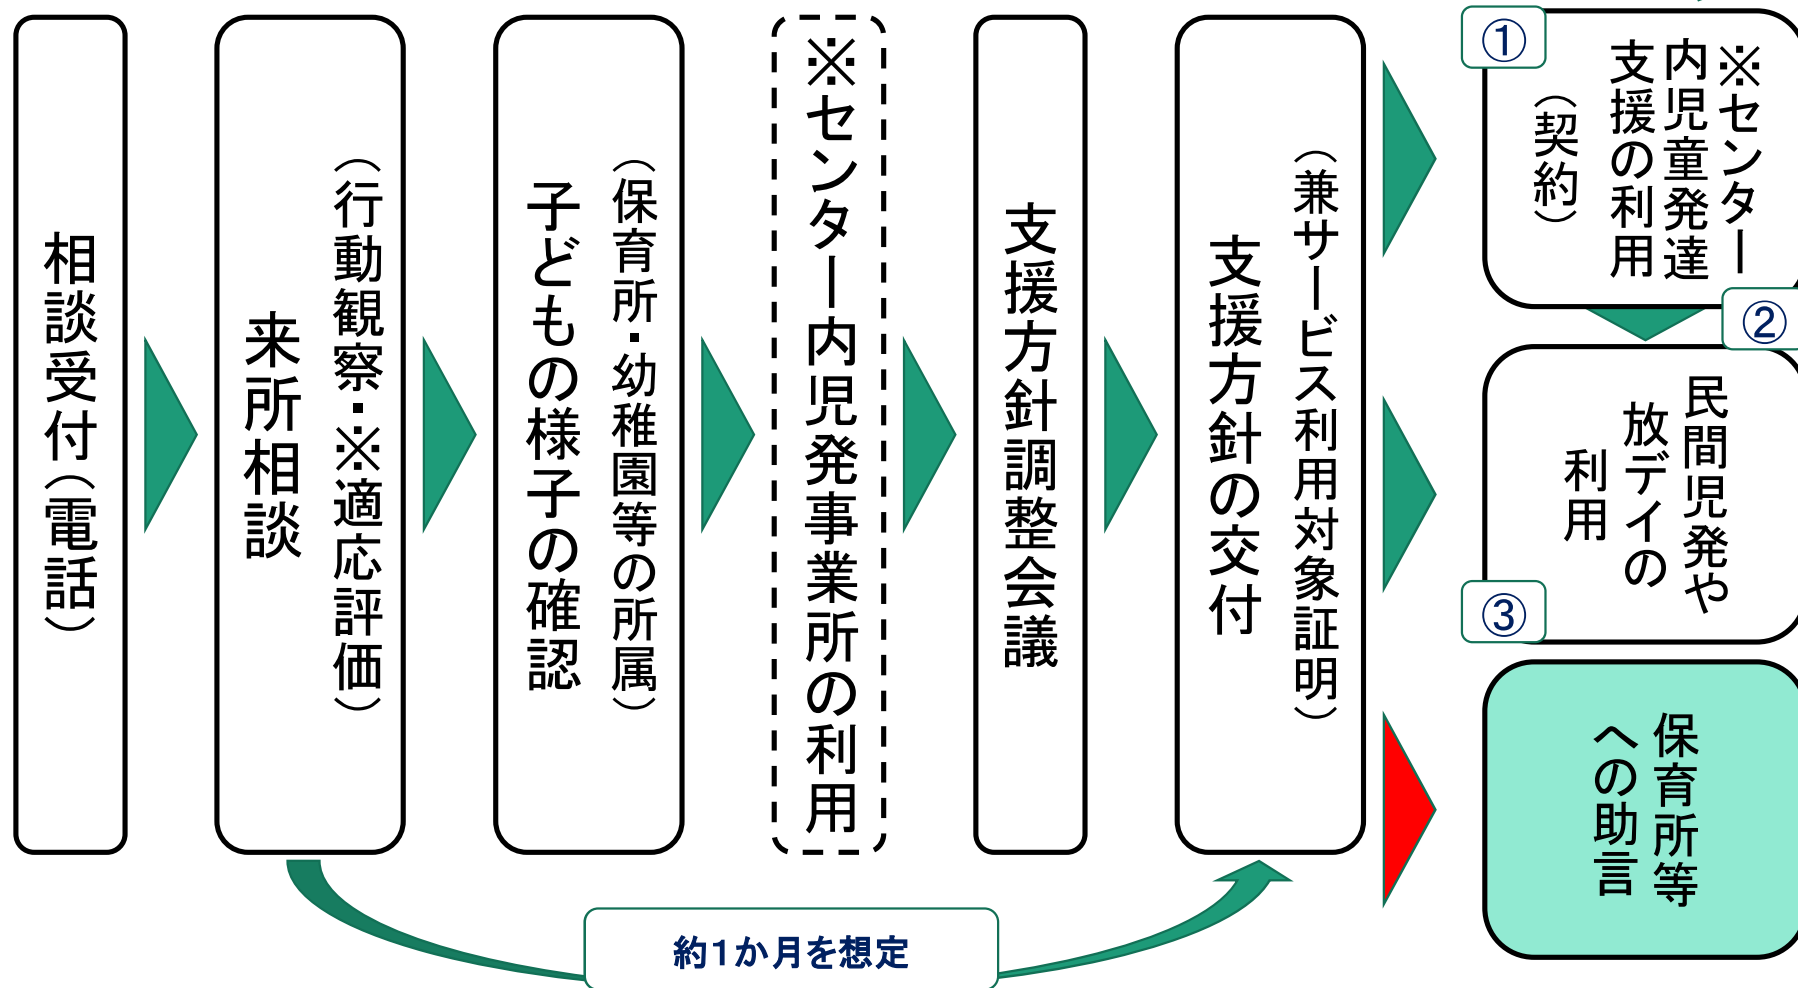 相談受付（電話）
来所相談
（行動観察・※適応評価）
子どもの様子の確認
（保育所・幼稚園等の所属）
※センター内児発事業所の利用
支援方針調整会議
支援方針の交付
（兼サービス利用対象証明）
①
※センター
内児童発達
支援の利用
（契約）
②
民間児発や
放デイの
利用
③
保育所等
への助言
約1か月を想定